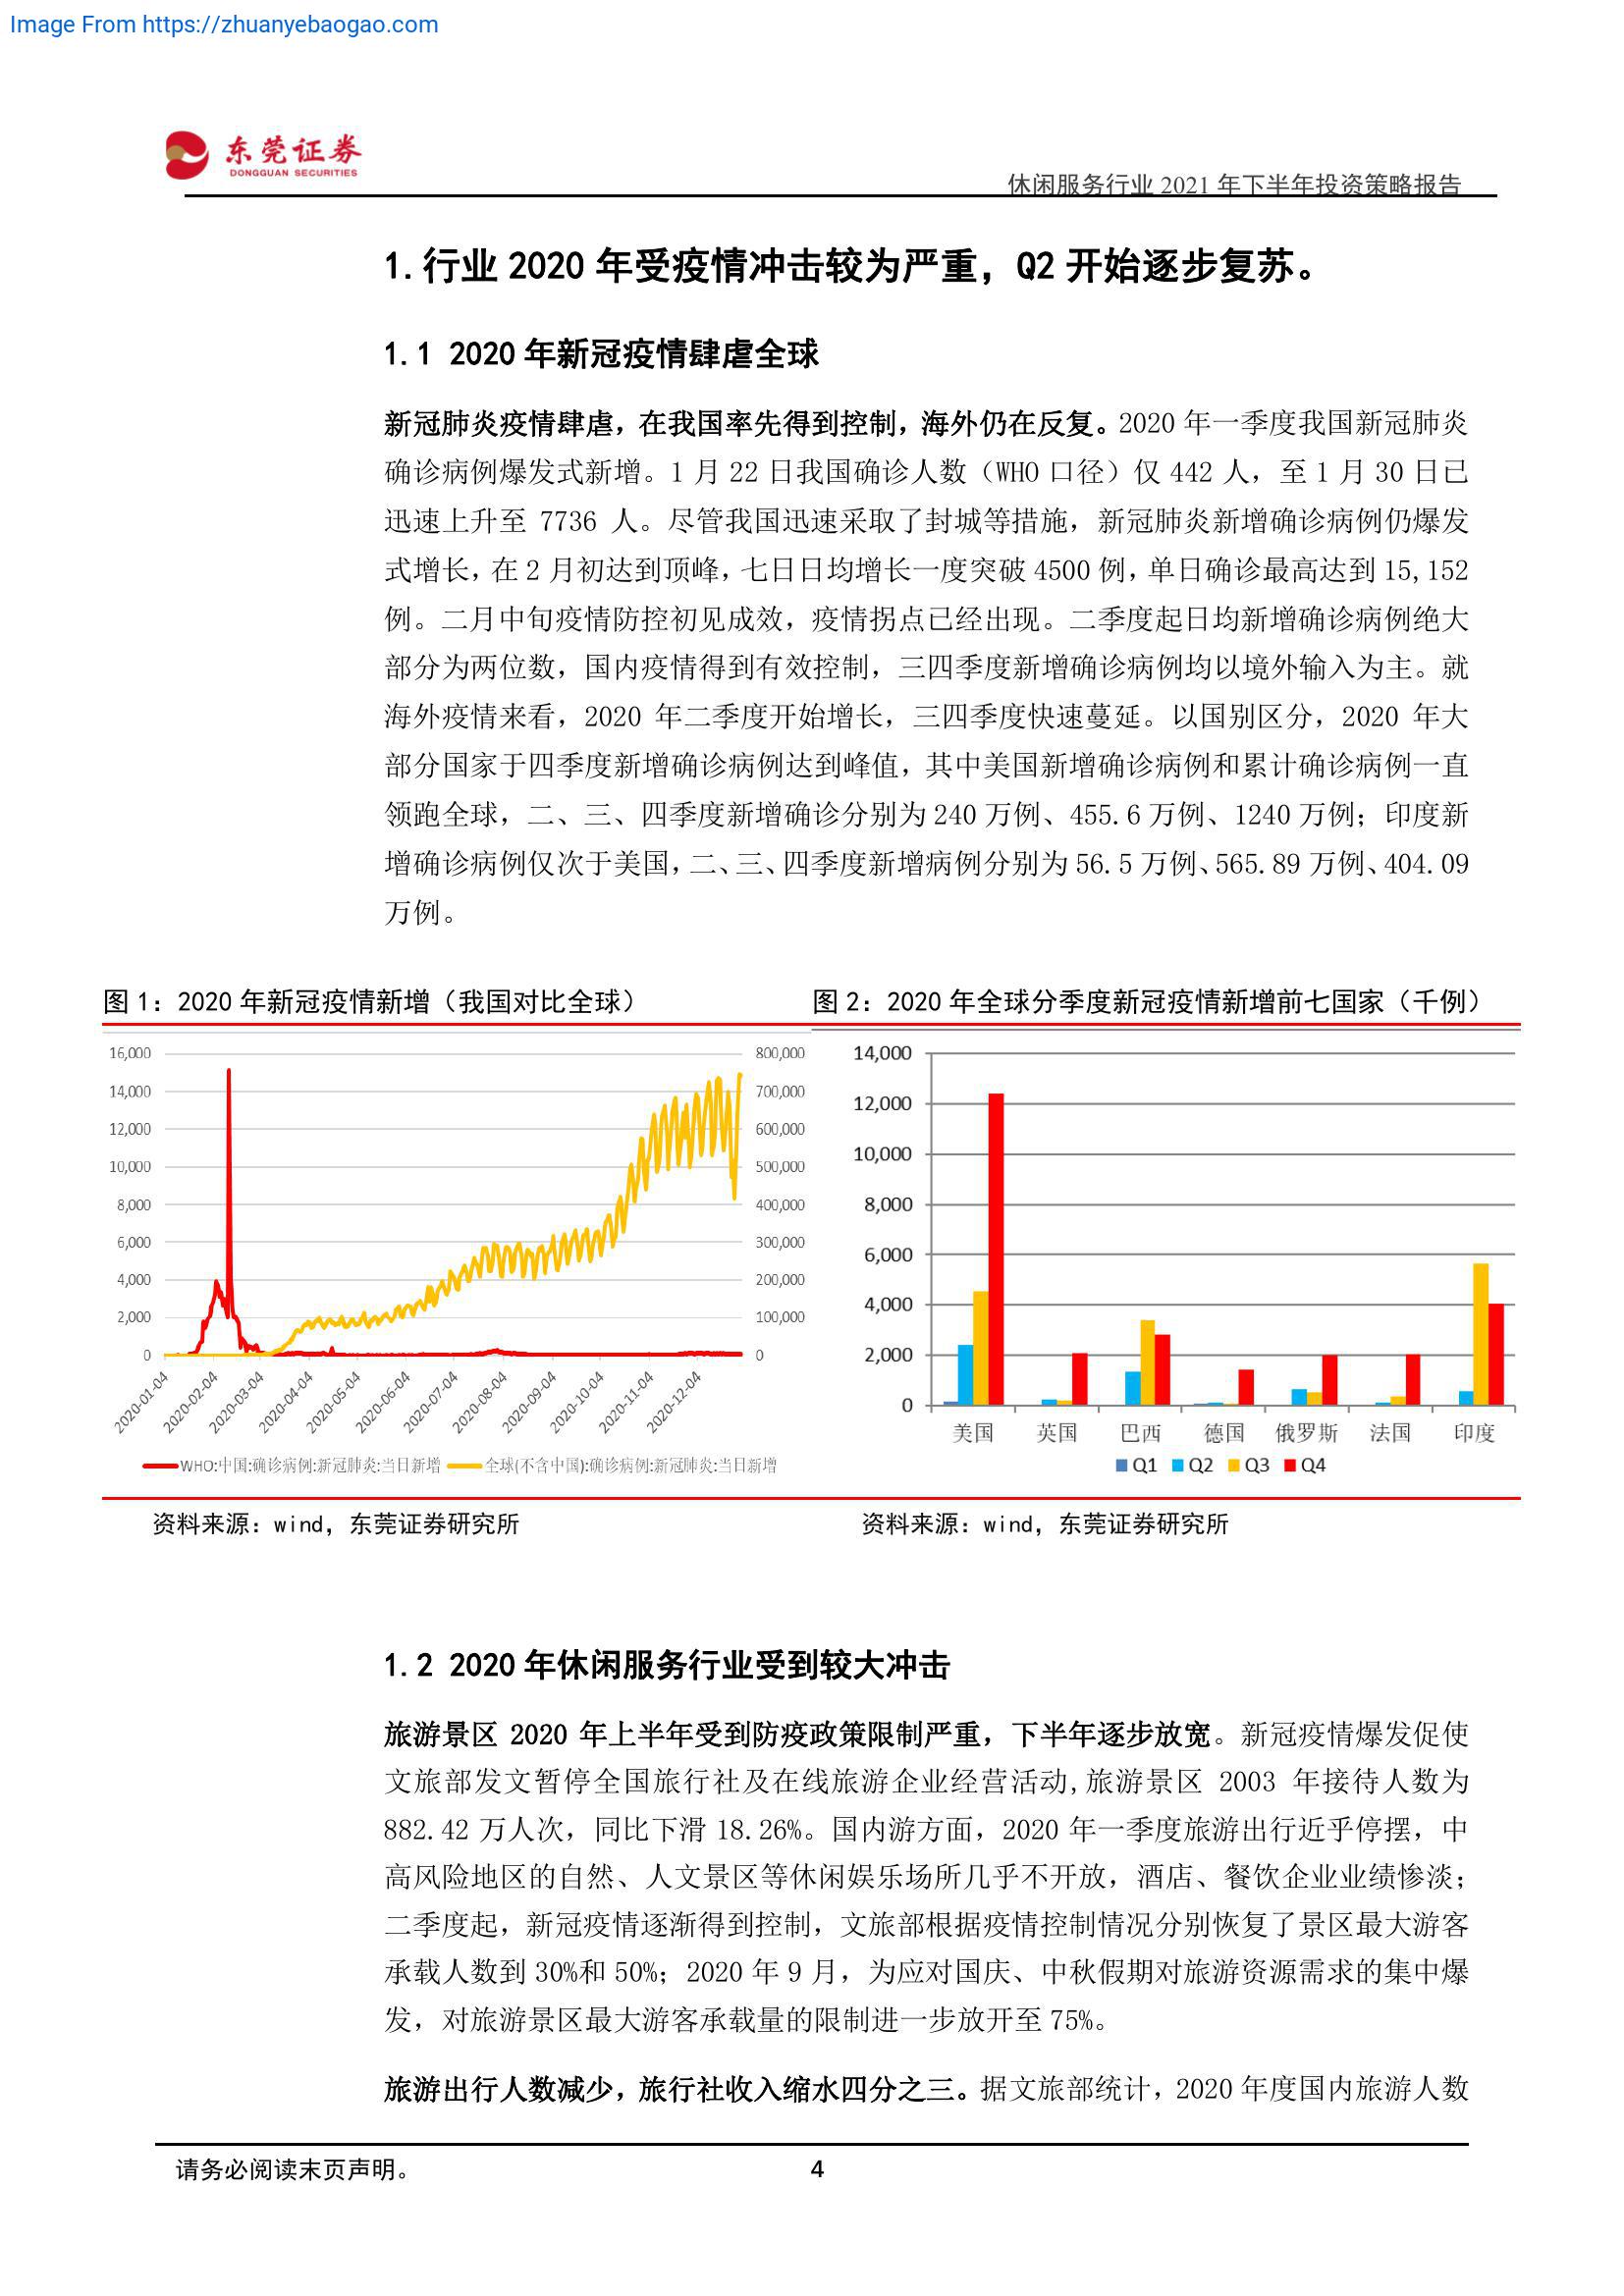 Image From https://zhuanyebaogao.com
东莞证券
DONGGUAN SECURITIES
休闲服务行业 2021 年下半年投资策略报告
1.行业 2020 年受疫情冲击较为严重，Q2 开始逐步复苏。
1.1 2020 年新冠疫情肆虐全球
新冠肺炎疫情肆虐，在我国率先得到控制，海外仍在反复。2020 年一季度我国新冠肺炎
确诊病例爆发式新增。1 月 22 日我国确诊人数（WHO 口径）仅 442 人，至 1 月 30 日已
迅速上升至 7736 人。尽管我国迅速采取了封城等措施，新冠肺炎新增确诊病例仍爆发
式增长，在 2 月初达到顶峰，七日日均增长一度突破 4500 例，单日确诊最高达到 15,152
例。二月中旬疫情防控初见成效，疫情拐点已经出现。二季度起日均新增确诊病例绝大
部分为两位数，国内疫情得到有效控制，三四季度新增确诊病例均以境外输入为主。就
海外疫情来看，2020 年二季度开始增长，三四季度快速蔓延。以国别区分，2020 年大
部分国家于四季度新增确诊病例达到峰值，其中美国新增确诊病例和累计确诊病例一直
领跑全球，二、三、四季度新增确诊分别为 240 万例、455.6 万例、1240 万例；印度新
增确诊病例仅次于美国，二、三、四季度新增病例分别为 56.5 万例、565.89 万例、404.09
万例。
图 1：2020 年新冠疫情新增（我国对比全球）
16,000
14,000
12,000
10,000
8,000
6,000
4,000
2,000
0
800,000
700,000
600,000
500,000
400,000
300,000
200,000
100,000
0
2020-01-04
2020-02-04
2020-03-04
2020-04-04
2020-05-04
2020-06-04
2020-07-04
2020-08-04
2020-09-04
2020-10-04
2020-11-04
2020-12-04
WHO:中国:确诊病例:新冠肺炎:当日新增 全球(不含中国):确诊病例:新冠肺炎:当日新增
资料来源：wind，东莞证券研究所
图 2：2020 年全球分季度新冠疫情新增前七国家（千例）
14,000
12,000
10,000
8,000
6,000
4,000
2,000
0
美国 英国 巴西 德国 俄罗斯 法国 印度
Q1 Q2 Q3 Q4
资料来源：wind，东莞证券研究所
1.2 2020 年休闲服务行业受到较大冲击
旅游景区 2020 年上半年受到防疫政策限制严重，下半年逐步放宽。新冠疫情爆发促使
文旅部发文暂停全国旅行社及在线旅游企业经营活动,旅游景区 2003 年接待人数为
882.42 万人次，同比下滑 18.26%。国内游方面，2020 年一季度旅游出行近乎停摆，中
高风险地区的自然、人文景区等休闲娱乐场所几乎不开放，酒店、餐饮企业业绩惨淡；
二季度起，新冠疫情逐渐得到控制，文旅部根据疫情控制情况分别恢复了景区最大游客
承载人数到 30%和 50%；2020 年 9 月，为应对国庆、中秋假期对旅游资源需求的集中爆
发，对旅游景区最大游客承载量的限制进一步放开至 75%。
旅游出行人数减少，旅行社收入缩水四分之三。据文旅部统计，2020 年度国内旅游人数
请务必阅读末页声明。
4